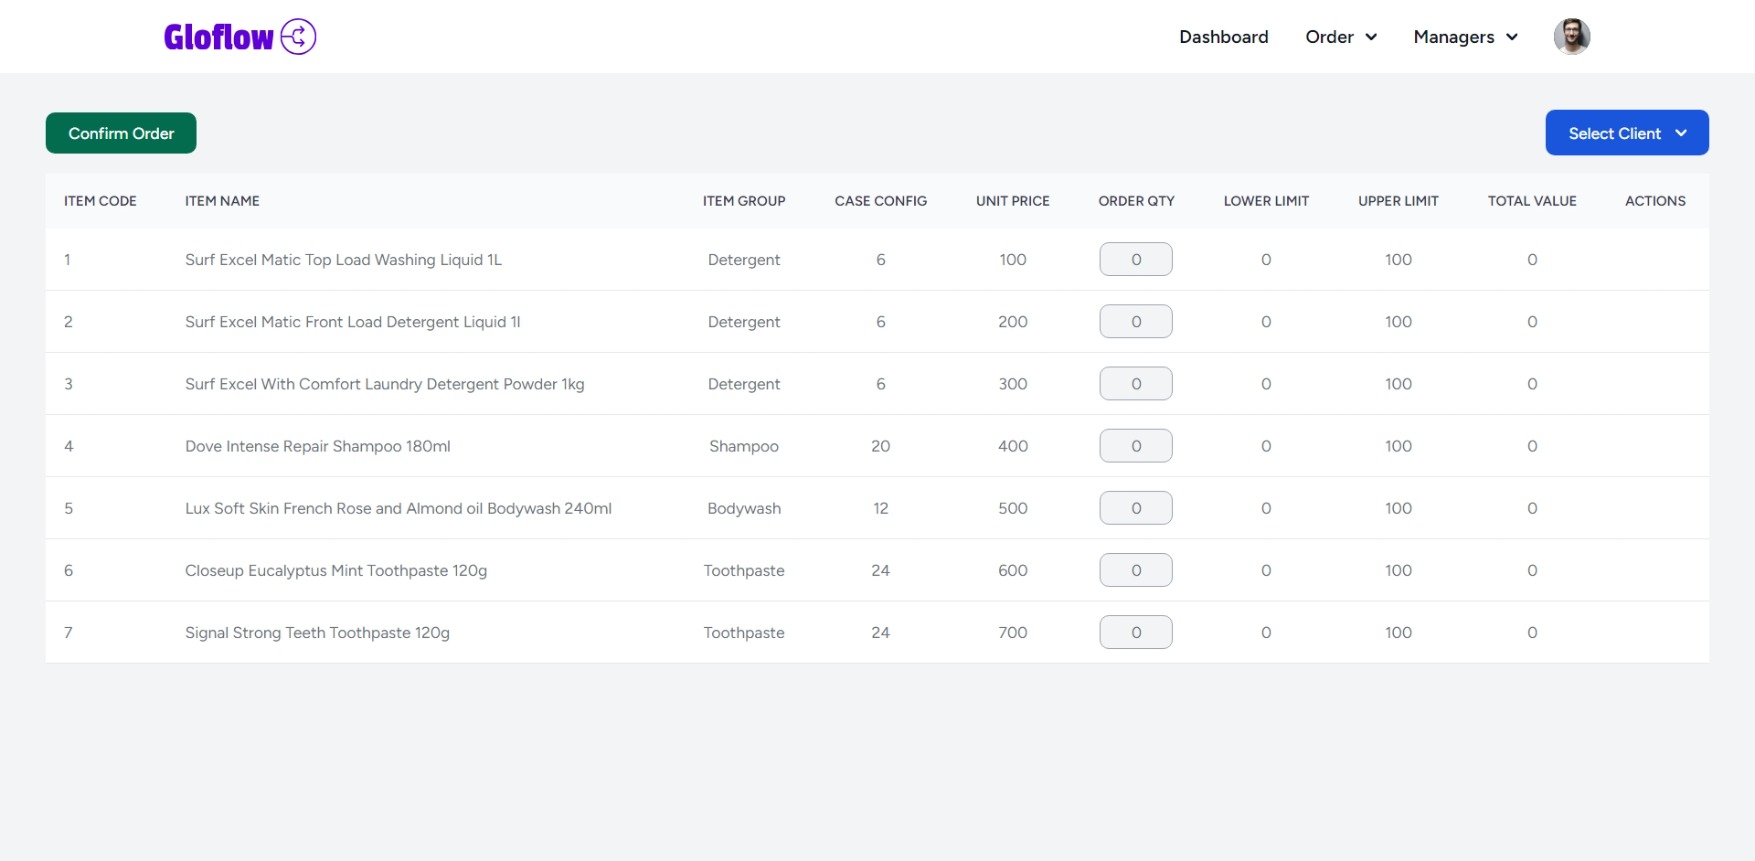 Gloflow Dashboard Order Managers
Confirm Order Select Client
ITEM CODE ITEM NAME ITEM GROUP CASE CONFIG UNIT PRICE ORDER QTY LOWER LIMIT UPPER LIMIT TOTAL VALUE ACTIONS
1 Surf Excel Matic Top Load Washing Liquid 1L Detergent 6 100 0 0 100 0
2 Surf Excel Matic Front Load Detergent Liquid 1l Detergent 6 200 0 0 100 0
3 Surf Excel With Comfort Laundry Detergent Powder 1kg Detergent 6 300 0 0 100 0
4 Dove Intense Repair Shampoo 180ml Shampoo 20 400 0 0 100 0
5 Lux Soft Skin French Rose and Almond oil Bodywash 240ml Bodywash 12 500 0 0 100 0
6 Closeup Eucalyptus Mint Toothpaste 120g Toothpaste 24 600 0 0 100 0
7 Signal Strong Teeth Toothpaste 120g Toothpaste 24 700 0 0 100 0